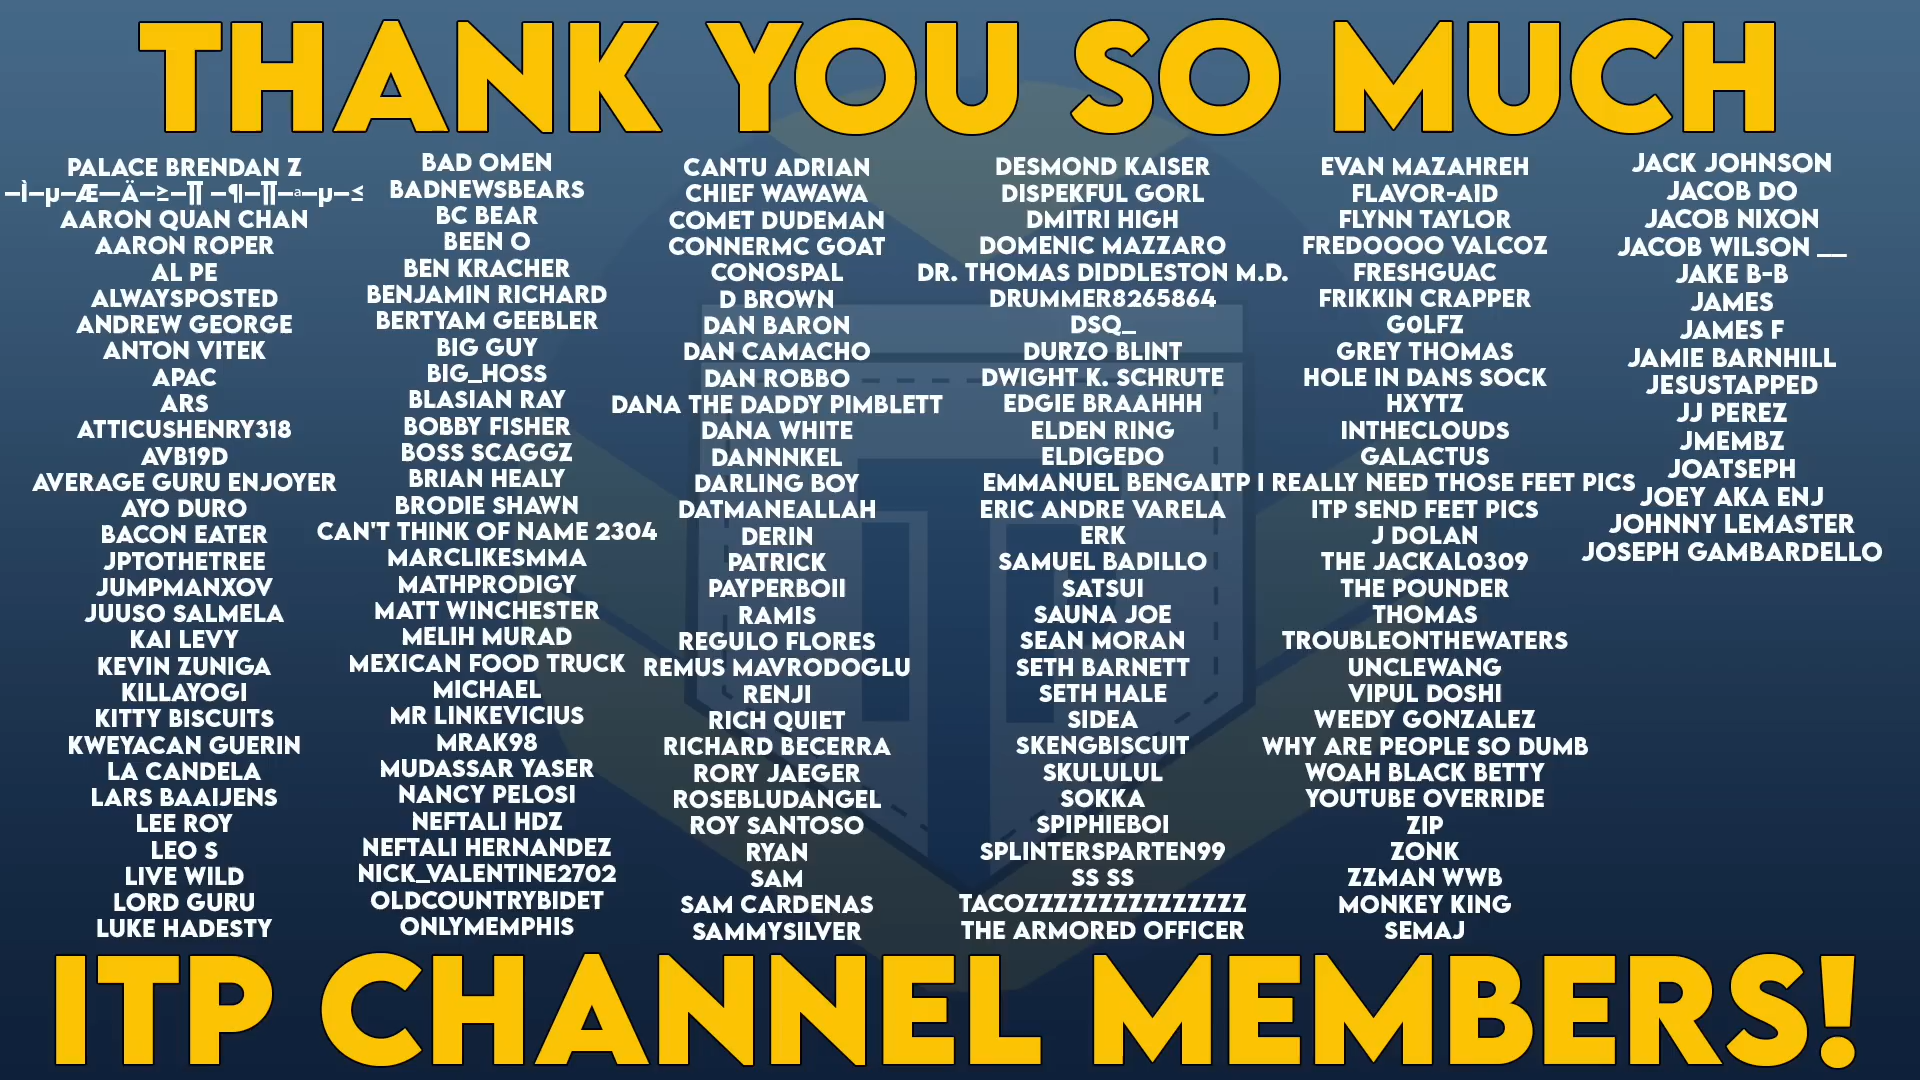 THANK YOU SO MUCH
PALACE BRENDAN Z
–Ì–µ–Æ–Ä–≥–∏ –¶–∏–ª–µ–≤
AARON QUAN CHAN
AARON ROPER
AL PE
ALWAYSPOSTED
ANDREW GEORGE
ANTON VITEK
APAC
ARS
ATTICUSHENRY318
AVB19D
AVERAGE GURU ENJOYER
AYO DURO
BACON EATER
JPTOTHETREE
JUMPMANXOV
JUUSO SALMELA
KAI LEVY
KEVIN ZUNIGA
KILLAYOGI
KITTY BISCUITS
KWEYACAN GUERIN
LA CANDELA
LARS BAAIJENS
LEE ROY
LEO S
LIVE WILD
LORD GURU
LUKE HADESTY
BAD OMEN
BADNEWSBEARS
BC BEAR
BEEN O
BEN KRACHER
BENJAMIN RICHARD
BERTYAM GEEBLER
BIG GUY
BIG_HOSS
BLASIAN RAY
BOBBY FISHER
BOSS SCAGGZ
BRIAN HEALY
BRODIE SHAWN
CAN'T THINK OF NAME 2304
MARCLIKESMMA
MATHPRODIGY
MATT WINCHESTER
MELIH MURAD
MEXICAN FOOD TRUCK
MICHAEL
MR LINKEVICIUS
MRAK98
MUDASSAR YASER
NANCY PELOSI
NEFTALI HDZ
NEFTALI HERNANDEZ
NICK_VALENTINE2702
OLDCOUNTRYBIDET
ONLYMEMPHIS
CANTU ADRIAN
CHIEF WAWAWA
COMET DUDEMAN
CONNERMC GOAT
CONOSPAL
D BROWN
DAN BARON
DAN CAMACHO
DAN ROBBO
DANA THE DADDY PIMBLETT
DANA WHITE
DANNNKEL
DARLING BOY
DATMANEALLAH
DERIN
PATRICK
PAYPERBOII
RAMIS
REGULO FLORES
REMUS MAVRODOGLU
RENJI
RICH QUIET
RICHARD BECERRA
RORY JAEGER
ROSEBLUDANGEL
ROY SANTOSO
RYAN
SAM
SAM CARDENAS
SAMMYSILVER
DESMOND KAISER
DISPEKFUL GORL
DMITRI HIGH
DOMENIC MAZZARO
DR. THOMAS DIDDLESTON M.D.
DRUMMER8265864
DSQ_
DURZO BLINT
DWIGHT K. SCHRUTE
EDGIE BRAAHHH
ELDEN RING
ELDIGEDO
EMMANUEL BENGAL
ERIC ANDRE VARELA
ERK
SAMUEL BADILLO
SATSUI
SAUNA JOE
SEAN MORAN
SETH BARNETT
SETH HALE
SIDEA
SKENGBISCUIT
SKULULUL
SOKKA
SPIPHIEBOI
SPLINTERSPARTEN99
SS SS
TACOZZZZZZZZZZZZZZZ
THE ARMORED OFFICER
EVAN MAZAHREH
FLAVOR-AID
FLYNN TAYLOR
FREDOOOO VALCOZ
FRESHGUAC
FRIKKIN CRAPPER
G0LFZ
GREY THOMAS
HOLE IN DANS SOCK
HXYTZ
INTHECLOUDS
GALACTUS
ITP I REALLY NEED THOSE FEET PICS
ITP SEND FEET PICS
J DOLAN
THE JACKAL0309
THE POUNDER
THOMAS
TROUBLEONTHEWATERS
UNCLEWANG
VIPUL DOSHI
WEEDY GONZALEZ
WHY ARE PEOPLE SO DUMB
WOAH BLACK BETTY
YOUTUBE OVERRIDE
ZIP
ZONK
ZZMAN WWB
MONKEY KING
SEMAJ
JACK JOHNSON
JACOB DO
JACOB NIXON
JACOB WILSON __
JAKE B-B
JAMES
JAMES F
JAMIE BARNHILL
JESUSTAPPED
JJ PEREZ
JMEMBZ
JOATSEPH
JOEY AKA ENJ
JOHNNY LEMASTER
JOSEPH GAMBARDELLO
ITP CHANNEL MEMBERS!